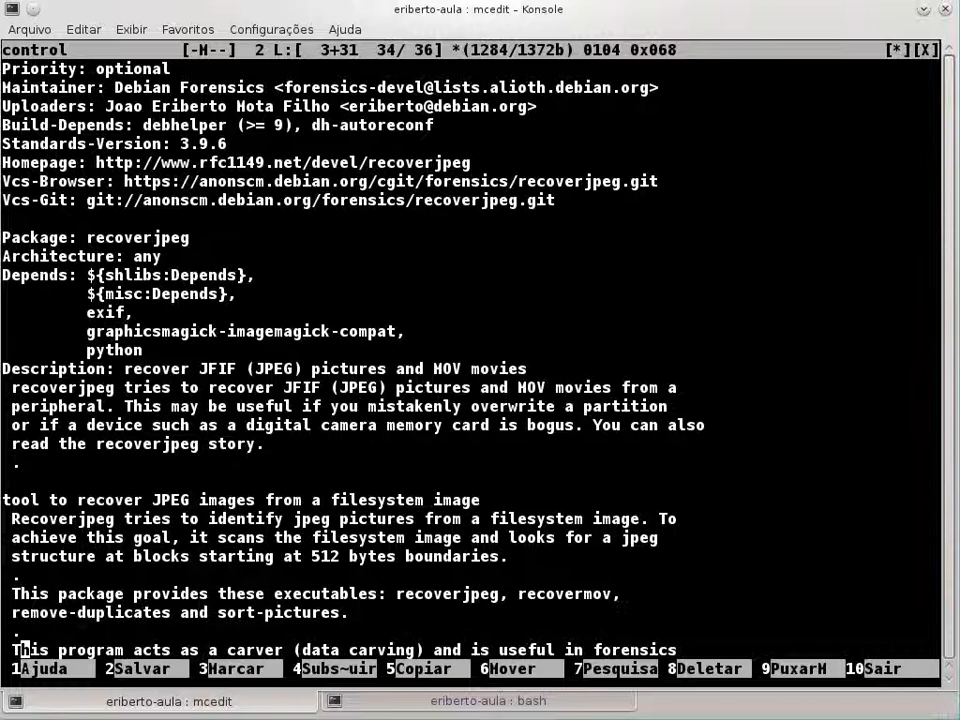 eriberto-aula : mcedit – Konsole
Arquivo Editar Exibir Favoritos Configurações Ajuda
control [-M--] 2 L:[ 3+31 34/ 36] *(1284/1372b) 0104 0x068 [*][X]
Priority: optional
Maintainer: Debian Forensics <forensics-devel@lists.alioth.debian.org>
Uploaders: Joao Eriberto Mota Filho <eriberto@debian.org>
Build-Depends: debhelper (>= 9), dh-autoreconf
Standards-Version: 3.9.6
Homepage: http://www.rfc1149.net/devel/recoverjpeg
Vcs-Browser: https://anonscm.debian.org/cgit/forensics/recoverjpeg.git
Vcs-Git: git://anonscm.debian.org/forensics/recoverjpeg.git
Package: recoverjpeg
Architecture: any
Depends: ${shlibs:Depends},
${misc:Depends},
exif,
graphicsmagick-imagemagick-compat,
python
Description: recover JFIF (JPEG) pictures and MOV movies
recoverjpeg tries to recover JFIF (JPEG) pictures and MOV movies from a
peripheral. This may be useful if you mistakenly overwrite a partition
or if a device such as a digital camera memory card is bogus. You can also
read the recoverjpeg story.
.
tool to recover JPEG images from a filesystem image
Recoverjpeg tries to identify jpeg pictures from a filesystem image. To
achieve this goal, it scans the filesystem image and looks for a jpeg
structure at blocks starting at 512 bytes boundaries.
.
This package provides these executables: recoverjpeg, recovermov,
remove-duplicates and sort-pictures.
.
This program acts as a carver (data carving) and is useful in forensics
1Ajuda 2Salvar 3Marcar 4Subs~uir 5Copiar 6Mover 7Pesquisa 8Deletar 9PuxarM 10Sair
eriberto-aula : mcedit eriberto-aula : bash